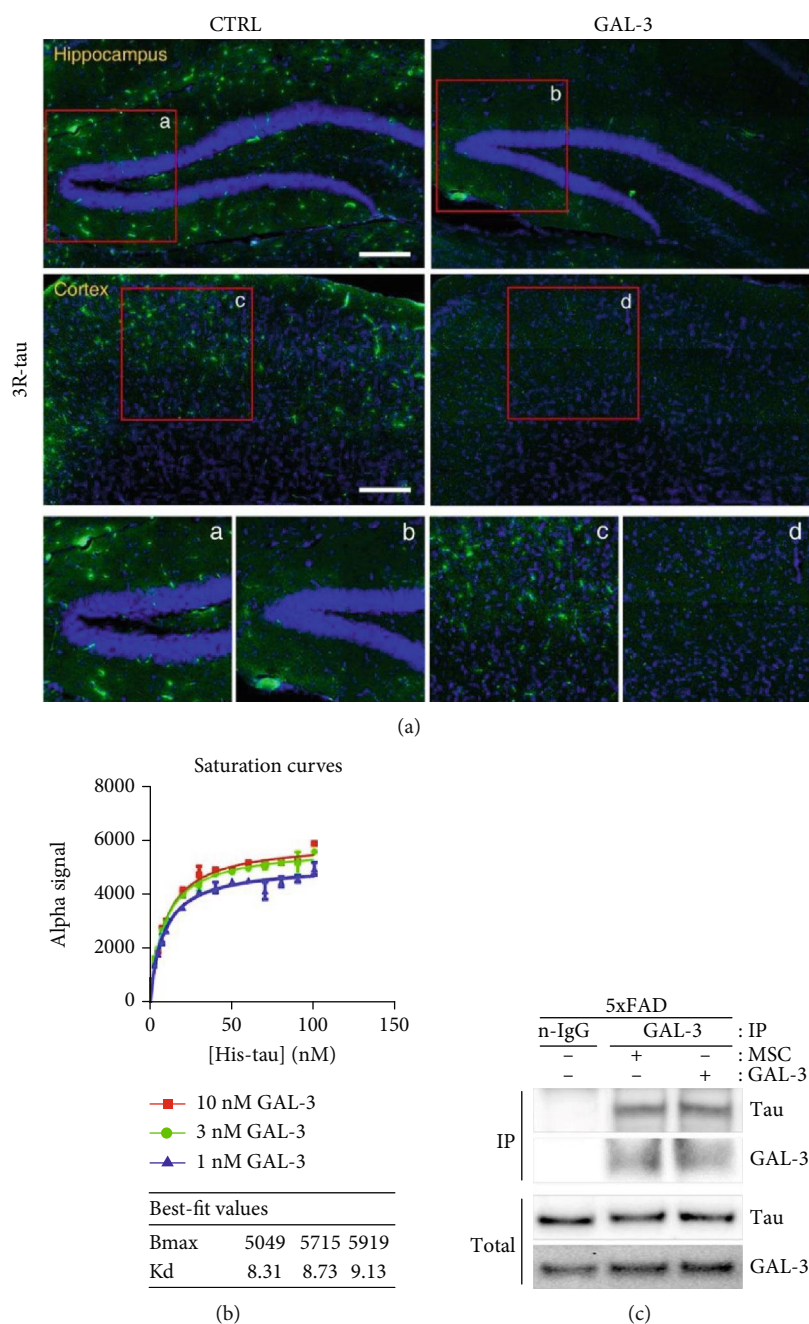 CTRL GAL-3
Hippocampus
a b
Cortex
c d
3R-tau
a b c d
(a)
Saturation curves
8000
6000
4000
2000
0
Alpha signal
0 50 100 150
[His-tau] (nM)
10 nM GAL-3
3 nM GAL-3
1 nM GAL-3
Best-fit values
Bmax 5049 5715 5919
Kd 8.31 8.73 9.13
(b)
5xFAD
n-IgG GAL-3 : IP
– + – : MSC
– – + : GAL-3
IP
Tau
GAL-3
Total
Tau
GAL-3
(c)